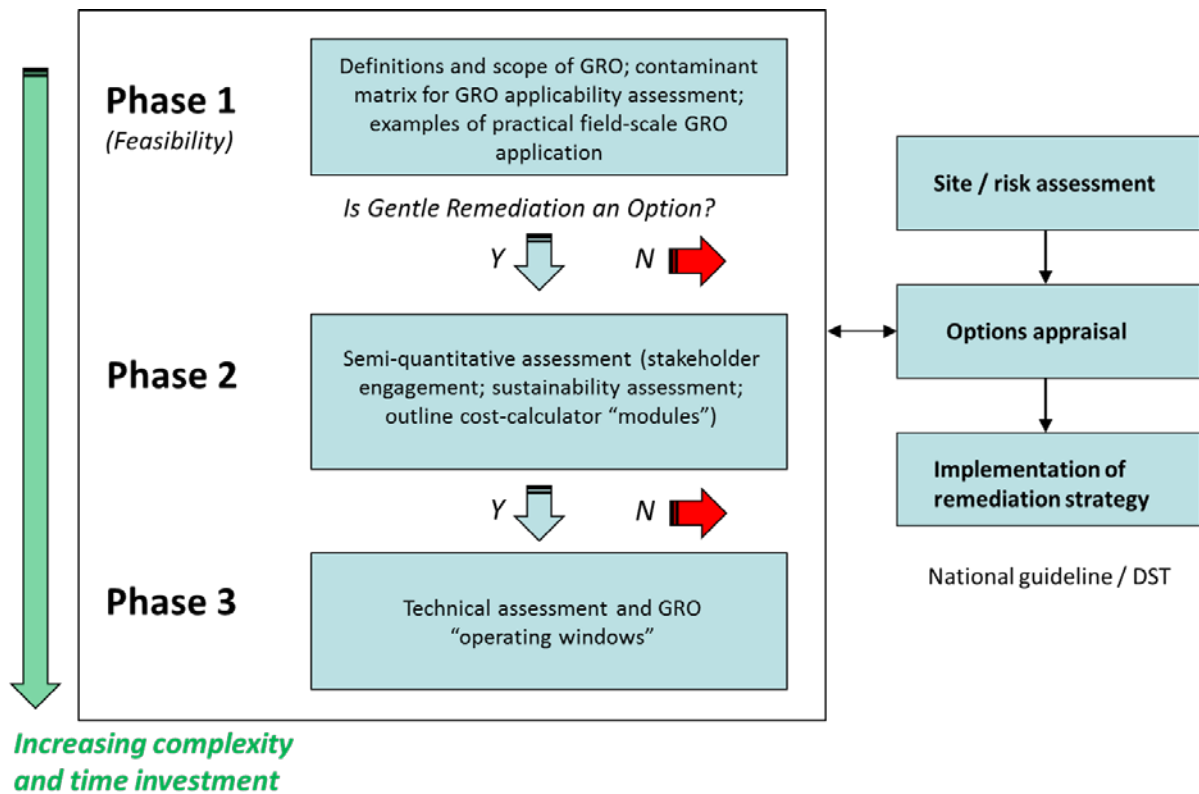 Phase 1
(Feasibility)
Definitions and scope of GRO; contaminant
matrix for GRO applicability assessment;
examples of practical field-scale GRO
application
Is Gentle Remediation an Option?
Y
N
Phase 2
Semi-quantitative assessment (stakeholder
engagement; sustainability assessment;
outline cost-calculator “modules”)
Y
N
Phase 3
Technical assessment and GRO
“operating windows”
Increasing complexity
and time investment
Site / risk assessment
Options appraisal
Implementation of
remediation strategy
National guideline / DST